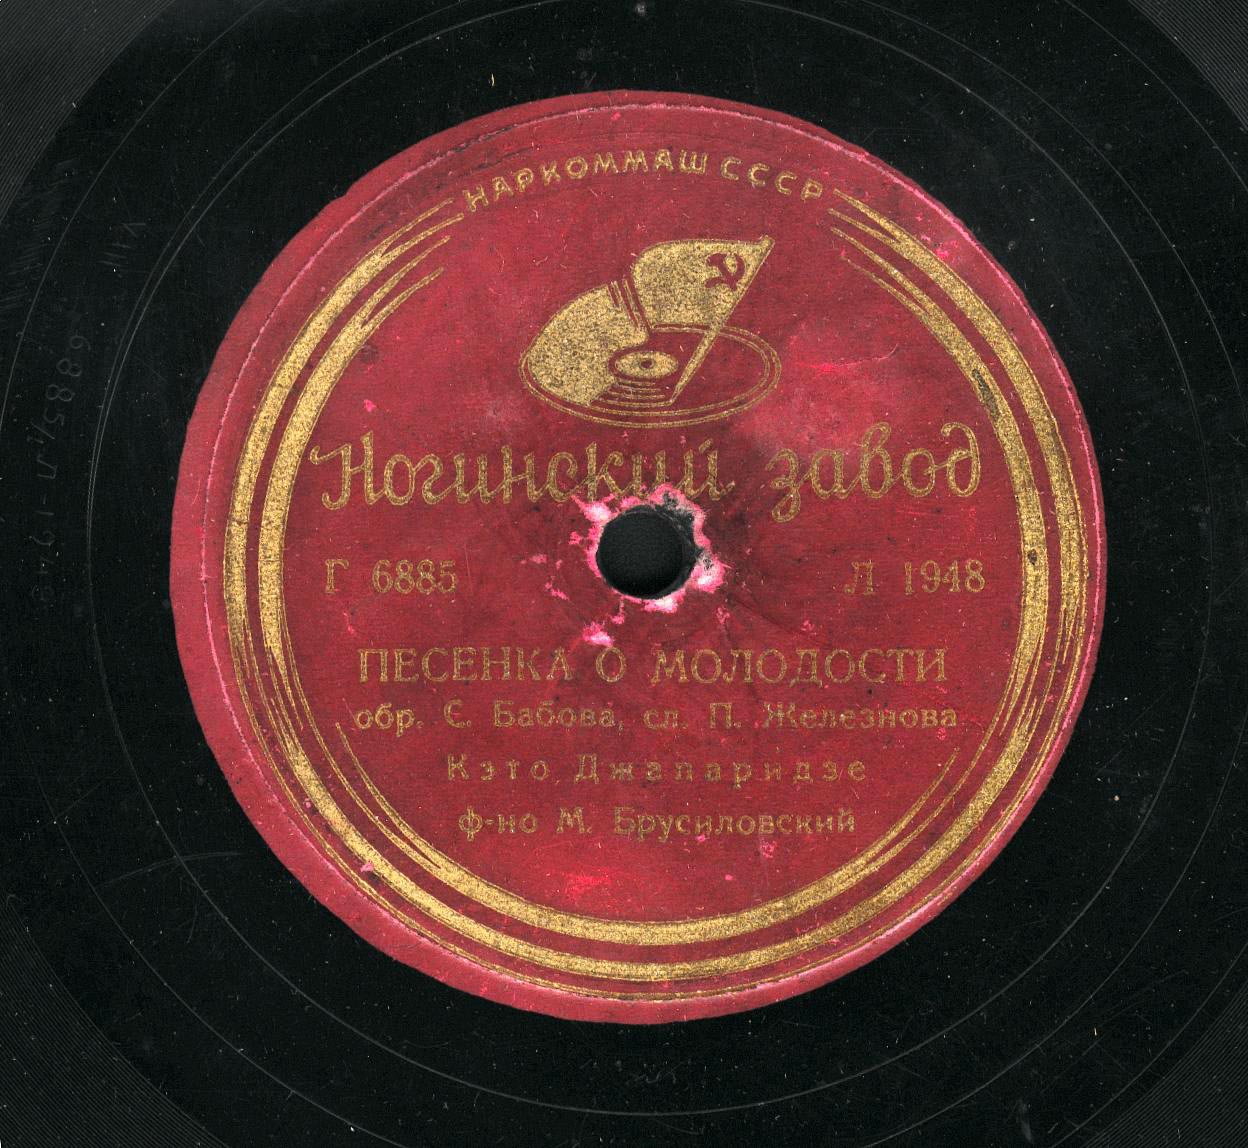 НАРКОММАШ СССР
Ногинский завод
Г 6885 Л 1948
ПЕСЕНКА О МОЛОДОСТИ
обр. С. Бабова, сл. П. Железнова
Кэто Джапаридзе
ф-но М. Брусиловский